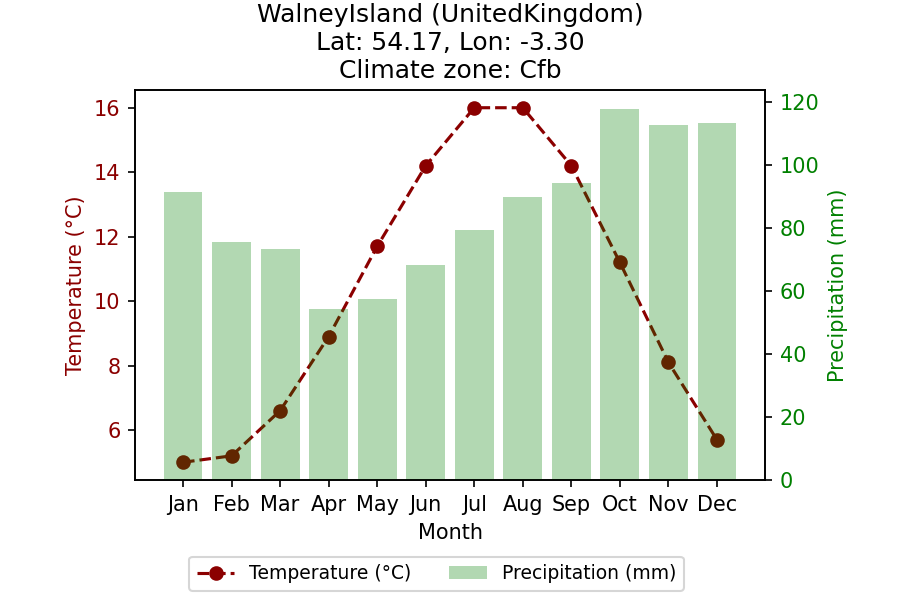 WalneyIsland (UnitedKingdom)
Lat: 54.17, Lon: -3.30
Climate zone: Cfb
16
14
12
10
8
6
Temperature (°C)
120
100
80
60
40
20
0
Precipitation (mm)
Jan Feb Mar Apr May Jun Jul Aug Sep Oct Nov Dec
Month
Temperature (°C) Precipitation (mm)